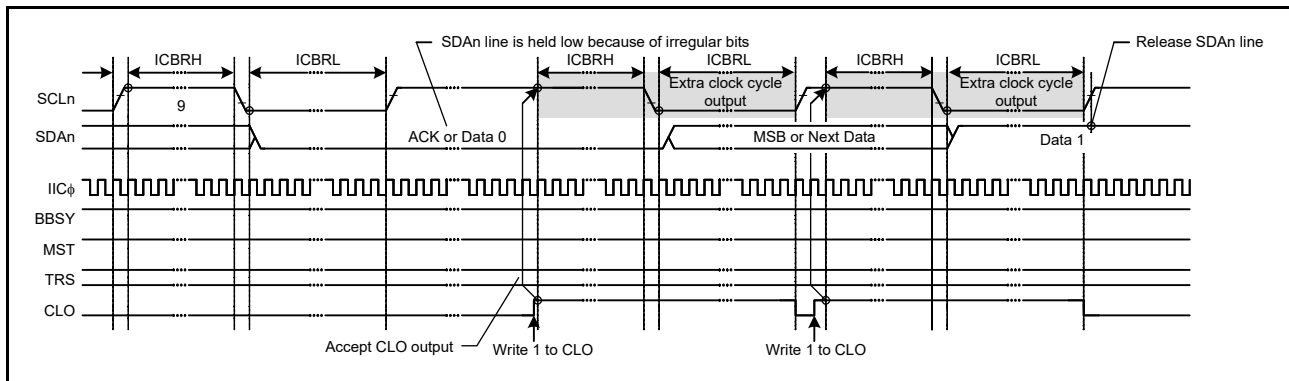 SDAn line is held low because of irregular bits
Release SDAn line
ICBRH
ICBRL
ICBRH
ICBRL
ICBRH
ICBRL
Extra clock cycle
output
Extra clock cycle
output
SCLn
9
SDAn
ACK or Data 0
MSB or Next Data
Data 1
IICϕ
BBSY
MST
TRS
CLO
Accept CLO output
Write 1 to CLO
Write 1 to CLO